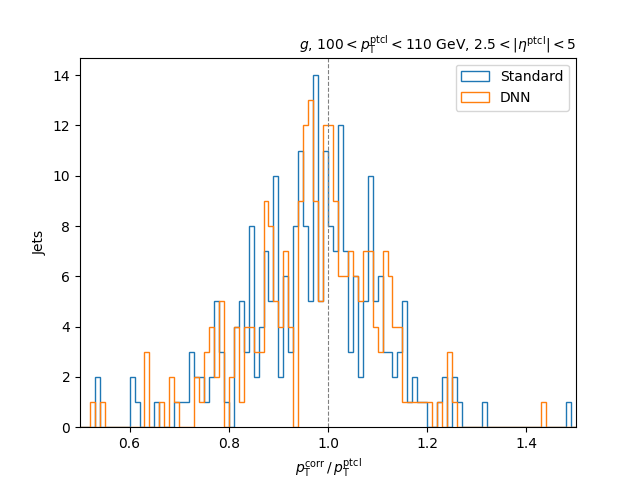 g, 100 < p_T^ptcl < 110 GeV, 2.5 < |η^ptcl| < 5
Standard
DNN
14
12
10
8
6
4
2
0
Jets
0.6 0.8 1.0 1.2 1.4
p_T^corr / p_T^ptcl